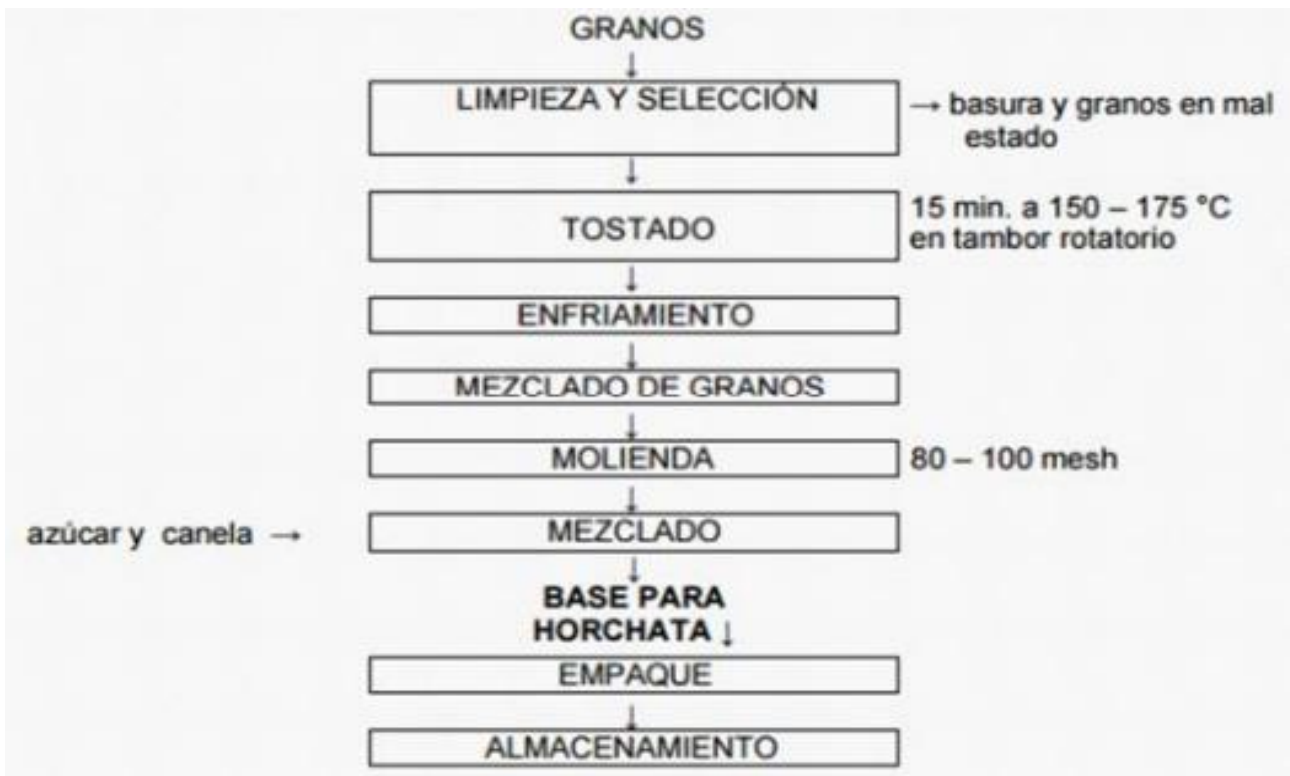 GRANOS
LIMPIEZA Y SELECCIÓN
→ basura y granos en mal
estado
TOSTADO
15 min. a 150 – 175 °C
en tambor rotatorio
ENFRIAMIENTO
MEZCLADO DE GRANOS
MOLIENDA
80 – 100 mesh
azúcar y canela →
MEZCLADO
BASE PARA
HORCHATA ↓
EMPAQUE
ALMACENAMIENTO